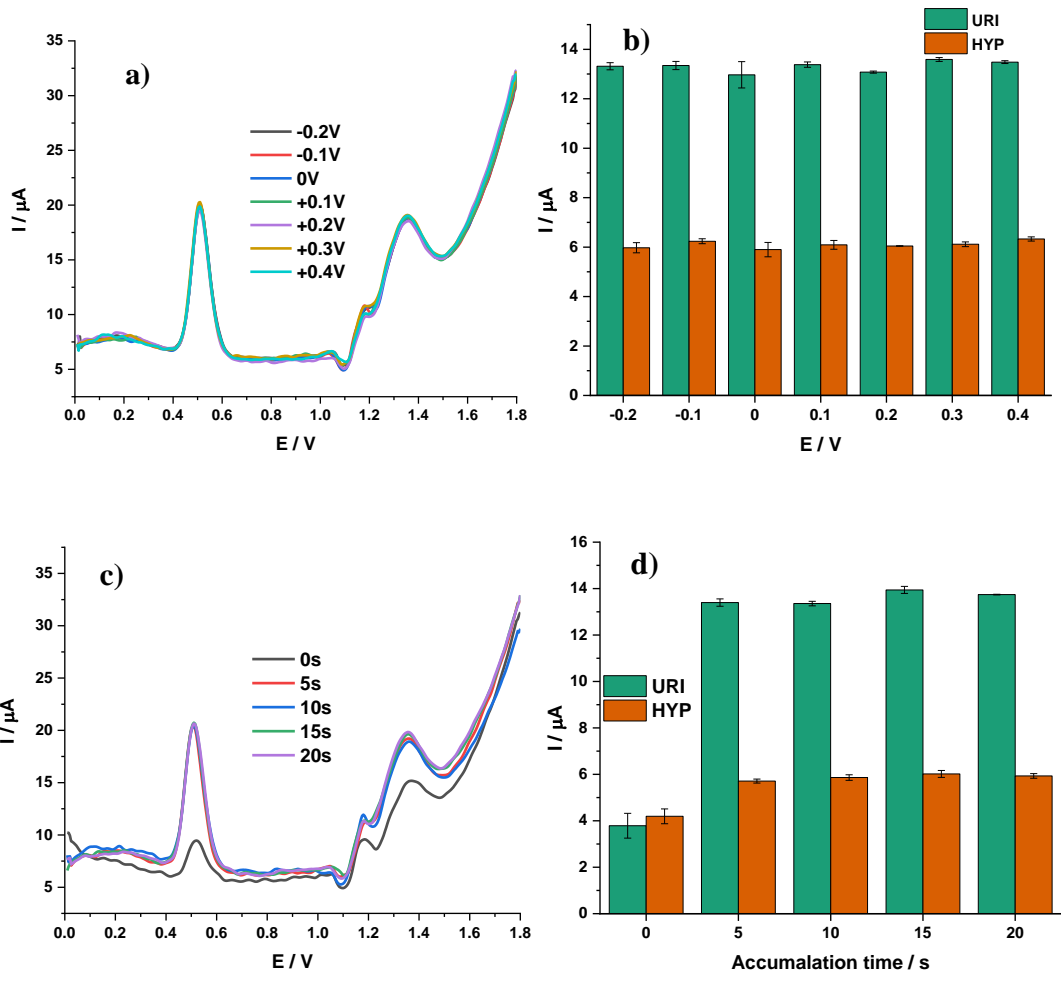 a)
35
30
25
20
15
10
5
I / µA
-0.2V
-0.1V
0V
+0.1V
+0.2V
+0.3V
+0.4V
0.0 0.2 0.4 0.6 0.8 1.0 1.2 1.4 1.6 1.8
E / V
b)
URI
HYP
14
12
10
8
6
4
2
0
I / µA
-0.2 -0.1 0 0.1 0.2 0.3 0.4
E / V
c)
35
30
25
20
15
10
5
I / µA
0s
5s
10s
15s
20s
0.0 0.2 0.4 0.6 0.8 1.0 1.2 1.4 1.6 1.8
E / V
d)
16
14
12
10
8
6
4
2
0
I / µA
URI
HYP
0 5 10 15 20
Accumalation time / s